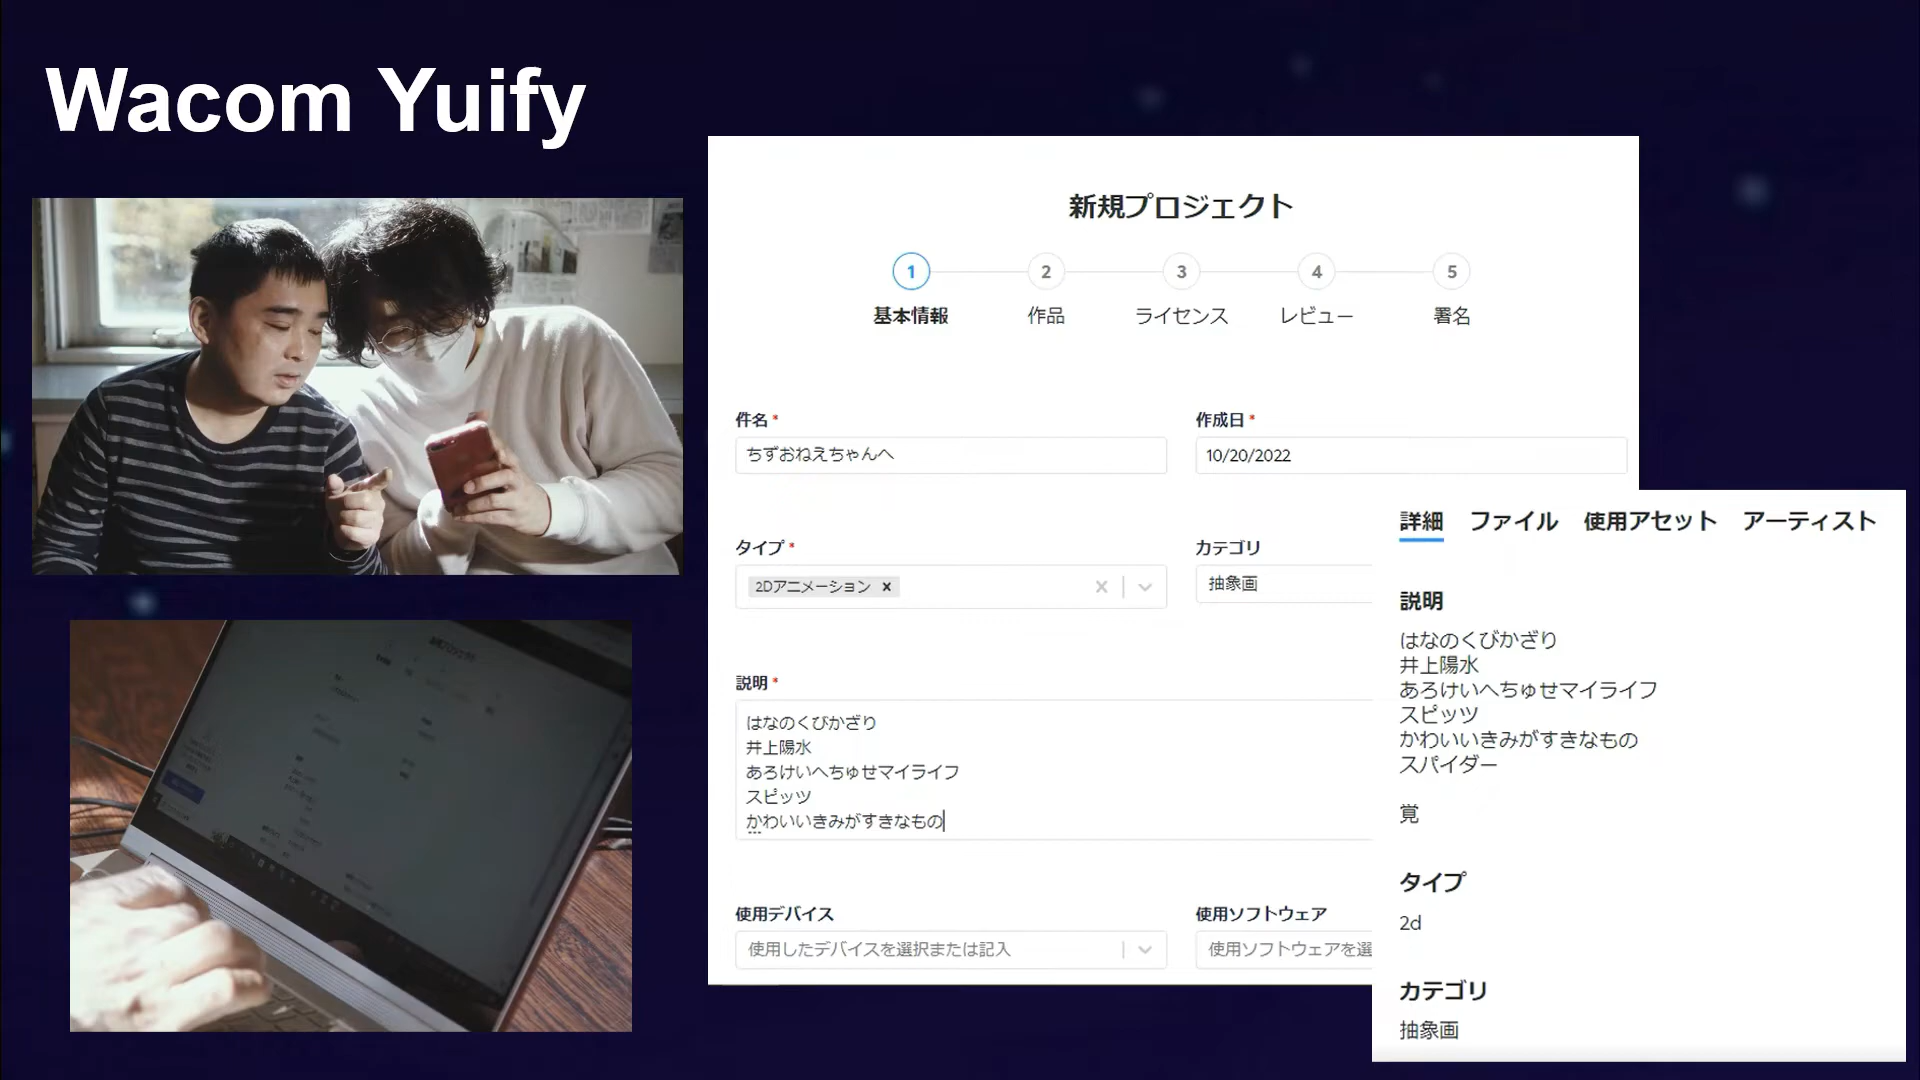 Wacom Yuify
新規プロジェクト
1 2 3 4 5
基本情報 作品 ライセンス レビュー 署名
件名 * 作成日 *
ちずおねえちゃんへ 10/20/2022
タイプ * カテゴリ
2Dアニメーション × 抽象画
説明 *
はなのくびかざり
井上陽水
あろけいへちゅせマイライフ
スピッツ
かわいいきみがすきなもの
使用デバイス 使用ソフトウェア
使用したデバイスを選択または記入 使用ソフトウェアを選
詳細 ファイル 使用アセット アーティスト
説明
はなのくびかざり
井上陽水
あろけいへちゅせマイライフ
スピッツ
かわいいきみがすきなもの
スパイダー
覚
タイプ
2d
カテゴリ
抽象画